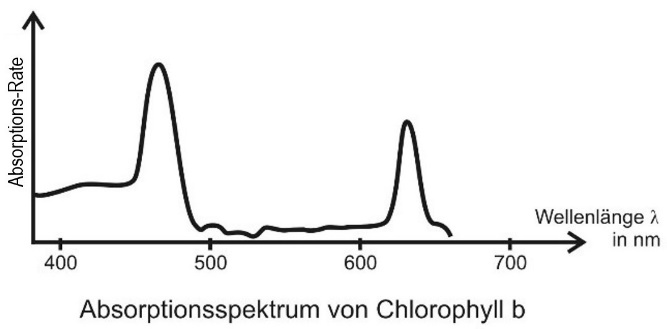 Absorptions-Rate
Wellenlänge λ
in nm
400 500 600 700
Absorptionsspektrum von Chlorophyll b